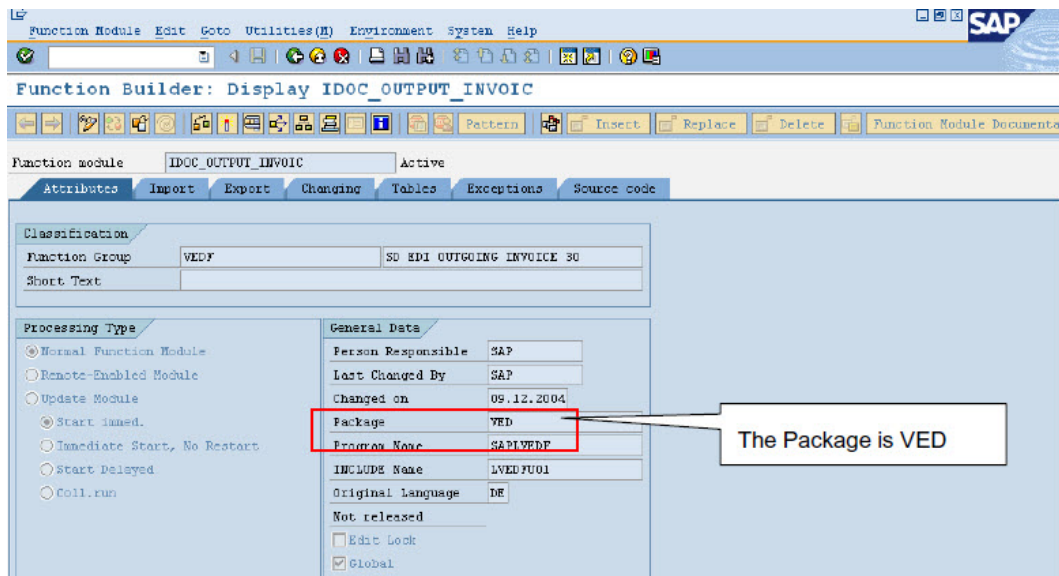 Function Module Edit Goto Utilities(M) Environment System Help
SAP
Function Builder: Display IDOC_OUTPUT_INVOIC
Pattern Insert Replace Delete Function Module Documenta
Function module IDOC_OUTPUT_INVOIC Active
Attributes Import Export Changing Tables Exceptions Source code
Classification
Function Group VEDF SD EDI OUTGOING INVOICE 30
Short Text
Processing Type
Normal Function Module
Remote-Enabled Module
Update Module
Start immed.
Immediate Start, No Restart
Start Delayed
Coll.run
General Data
Person Responsible SAP
Last Changed By SAP
Changed on 09.12.2004
Package VED
Program Name SAPLVEDF
INCLUDE Name LVEDFU01
Original Language DE
Not released
Edit Lock
Global
The Package is VED